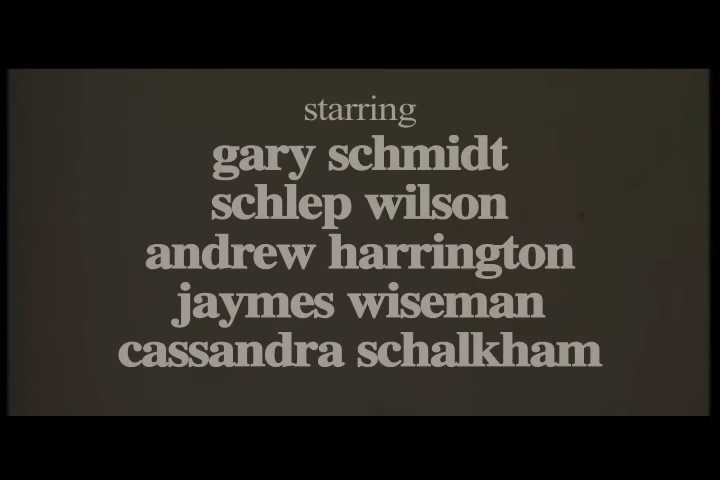 starring
gary schmidt
schlep wilson
andrew harrington
jaymes wiseman
cassandra schalkham